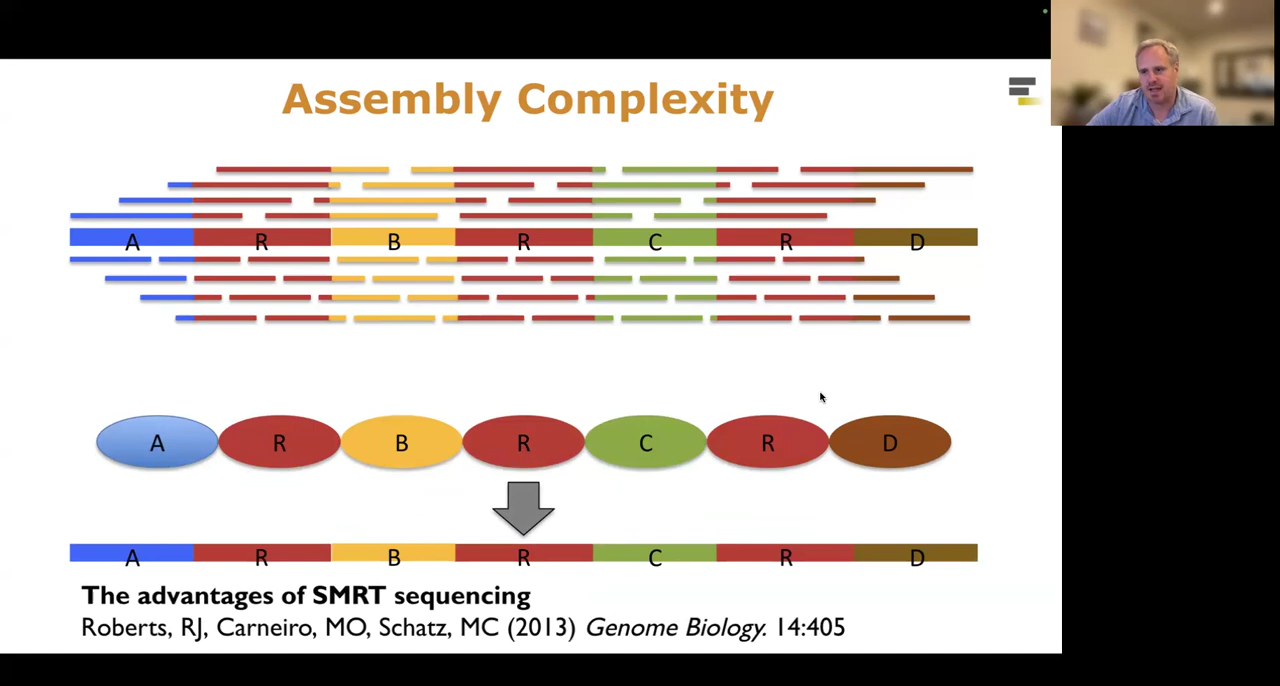 Assembly Complexity
A R B R C R D
A R B R C R D
A R B R C R D
The advantages of SMRT sequencing
Roberts, RJ, Carneiro, MO, Schatz, MC (2013) Genome Biology. 14:405